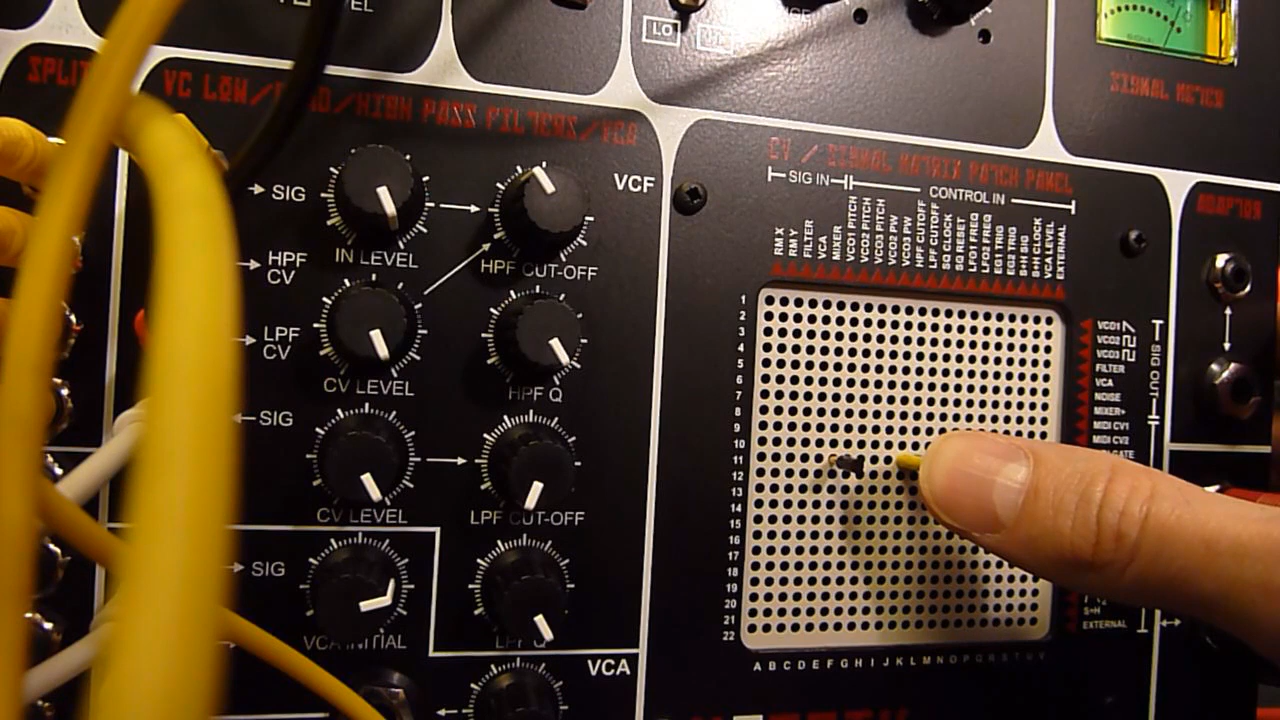 LO
SIGNAL METER
SPLIT
VC LOW/ /HIGH PASS FILTERS/VCA
CV / SIGNAL MATRIX PATCH PANEL
ADAPTOR
SIG IN
CONTROL IN
VCF
SIG
IN LEVEL
HPF CUT-OFF
HPF
CV
LPF
CV
CV LEVEL
HPF Q
SIG
CV LEVEL
LPF CUT-OFF
SIG
VCA INITIAL
LPF Q
VCA
RM X
RM Y
FILTER
VCA
MIXER
VCO1 PITCH
VCO2 PITCH
VCO3 PITCH
VCO2 PW
VCO3 PW
HPF CUTOFF
LPF CUTOFF
SQ CLOCK
SQ RESET
LFO1 FREQ
LFO2 FREQ
EG1 TRIG
EG2 TRIG
S+H SIG
S+H CLOCK
VCA LEVEL
EXTERNAL
1
2
3
4
5
6
7
8
9
10
11
12
13
14
15
16
17
18
19
20
21
22
VCO1
VCO2
VCO3
FILTER
VCA
NOISE
MIXER+
MIDI CV1
MIDI CV2
SIG OUT
S+H
EXTERNAL
A B C D E F G H I J K L M N O P Q R S T U V